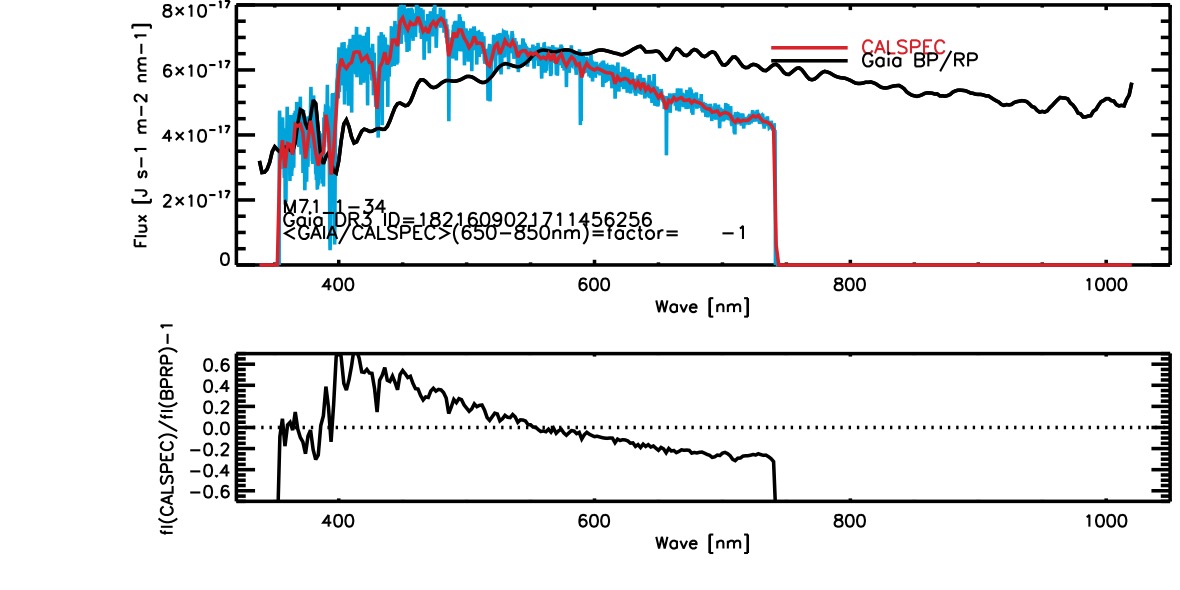 8×10−17
6×10−17
4×10−17
2×10−17
0
Flux [J s−1 m−2 nm−1]
CALSPEC
Gaia BP/RP
M71_1−34
Gaia DR3 ID=1821609021711456256
<GAIA/CALSPEC>(650−850nm)=factor= −1
400 600 800 1000
Wave [nm]
fl(CALSPEC)/fl(BPRP)−1
0.6
0.4
0.2
0.0
−0.2
−0.4
−0.6
400 600 800 1000
Wave [nm]